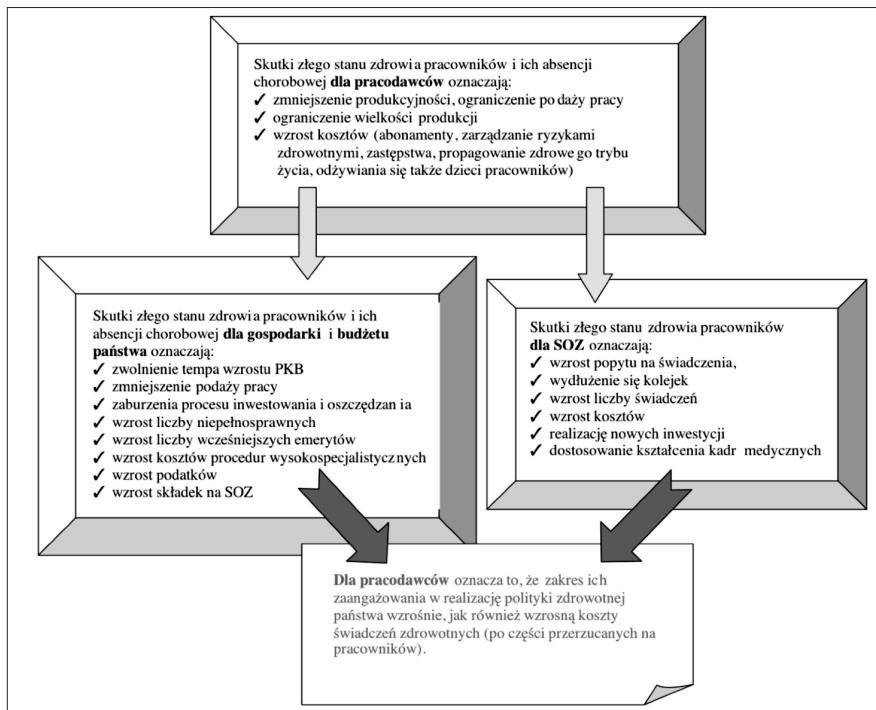 Skutki złego stanu zdrowia pracowników i ich absencji
chorobowej dla pracodawców oznaczają:
✓ zmniejszenie produkcyjności, ograniczenie po daży pracy
✓ ograniczenie wielkości produkcji
✓ wzrost kosztów (abonamenty, zarządzanie ryzykami
zdrowotnymi, zastępstwa, propagowanie zdrowe go trybu
życia, odżywiania się także dzieci pracowników)
Skutki złego stanu zdrowia pracowników i ich
absencji chorobowej dla gospodarki i budżetu
państwa oznaczają:
✓ zwolnienie tempa wzrostu PKB
✓ zmniejszenie podaży pracy
✓ zaburzenia procesu inwestowania i oszczędzan ia
✓ wzrost liczby niepełnosprawnych
✓ wzrost liczby wcześniejszych emerytów
✓ wzrost kosztów procedur wysokospecjalistycznych
✓ wzrost podatków
✓ wzrost składek na SOZ
Skutki złego stanu zdrowia pracowników
dla SOZ oznaczają:
✓ wzrost popytu na świadczenia,
✓ wydłużenie się kolejek
✓ wzrost liczby świadczeń
✓ wzrost kosztów
✓ realizację nowych inwestycji
✓ dostosowanie kształcenia kadr medycznych
Dla pracodawców oznacza to, że zakres ich
zaangażowania w realizację polityki zdrowotnej
państwa wzrośnie, jak również wzrosną koszty
świadczeń zdrowotnych (po części przerzucanych na
pracowników).